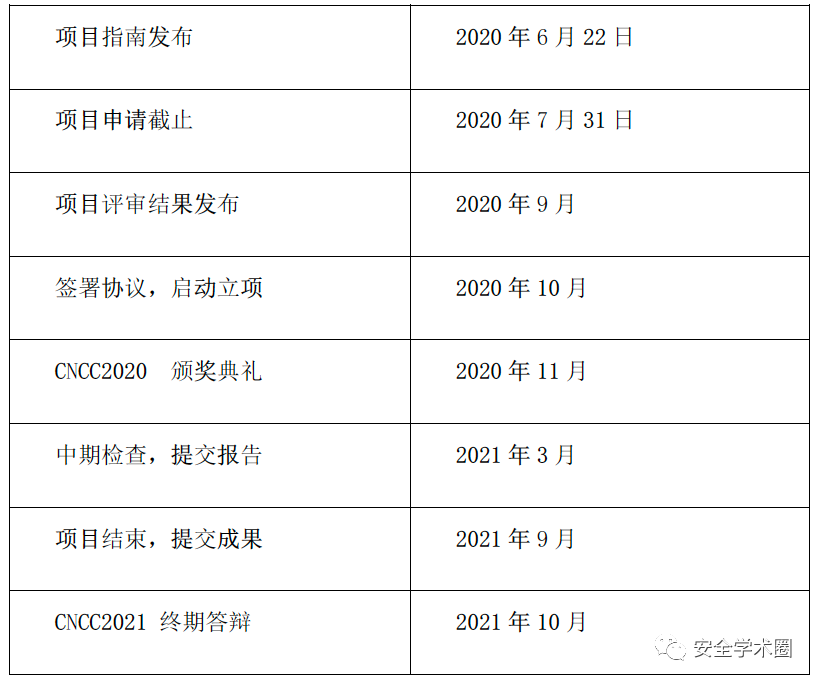 项目指南发布 2020 年 6 月 22 日
项目申请截止 2020 年 7 月 31 日
项目评审结果发布 2020 年 9 月
签署协议，启动立项 2020 年 10 月
CNCC2020 颁奖典礼 2020 年 11 月
中期检查，提交报告 2021 年 3 月
项目结束，提交成果 2021 年 9 月
CNCC2021 终期答辩 2021 年 10 月
安全学术圈